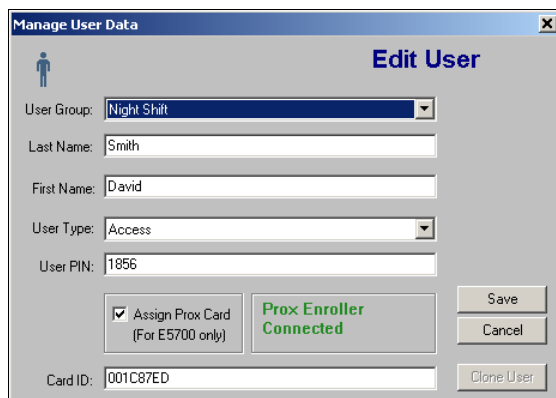 Manage User Data
Edit User
User Group: Night Shift
Last Name: Smith
First Name: David
User Type: Access
User PIN: 1856
Assign Prox Card
(For E5700 only)
Prox Enroller
Connected
Save
Cancel
Card ID: 001C87ED
Clone User